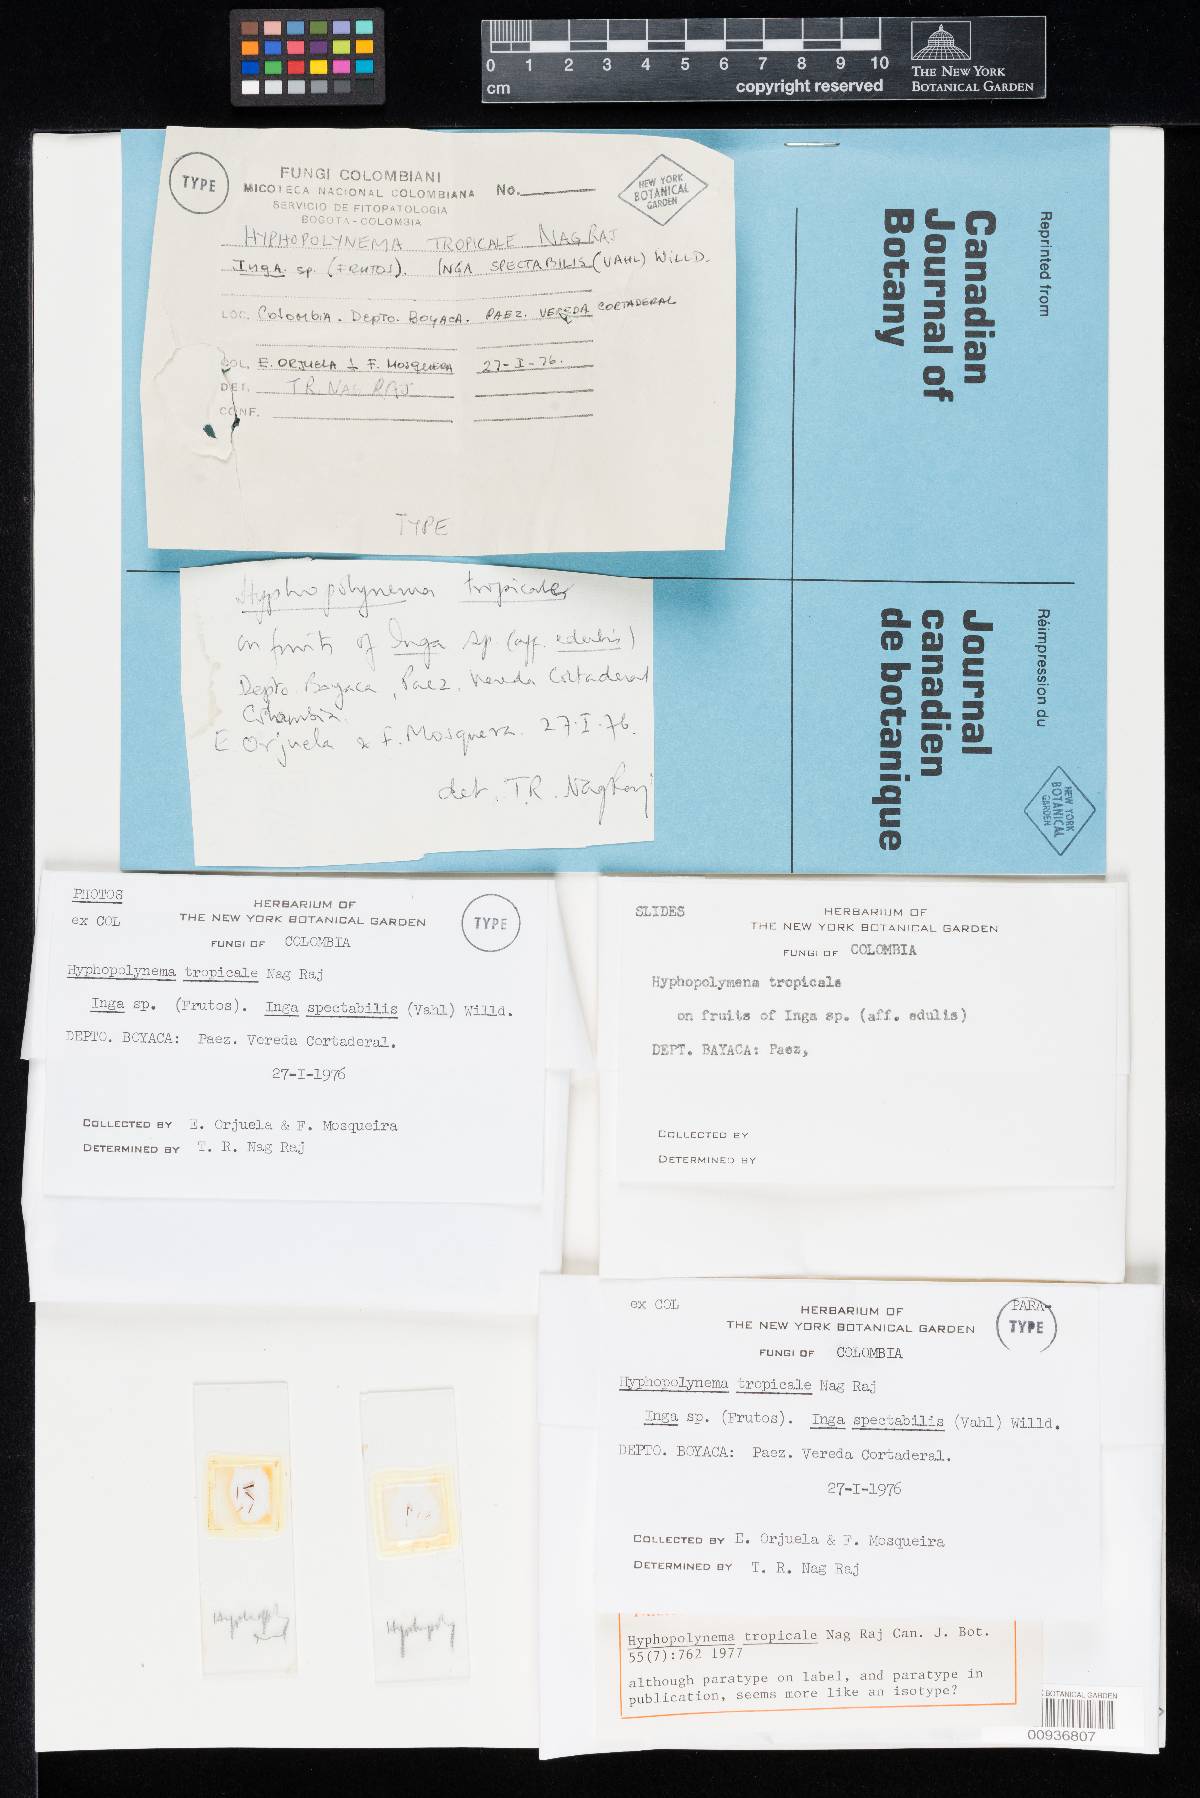 0 1 2 3 4 5 6 7 8 9 10
cm
copyright reserved
THE NEW YORK
BOTANICAL GARDEN
TYPE
FUNGI COLOMBIANI
MICOTECA NACIONAL COLOMBIANA
No.
SERVICIO DE FITOPATOLOGIA
BOGOTA - COLOMBIA
NEW YORK
BOTANICAL
GARDEN
HYPHOPOLYNEMA TROPICALE NAG RAJ
Inga sp. (FRUTOS). INGA SPECTABILIS (VAHL) WILLD.
LOC. COLOMBIA. DEPTO. BOYACA. PAEZ. VEREDA CORTADERAL
COL. E. ORJUELA & F. MOSQUERA 27-I-76.
DET. T.R. NAG RAJ
CONF.
TYPE
Reprinted from
Canadian
Journal of
Botany
Réimpression du
Journal
canadien
de botanique
NEW YORK
BOTANICAL
GARDEN
Hyphopolynema tropicale
on fruits of Inga sp (aff. edulis)
Depto. Boyaca, Paez. Vereda Cortaderal
Colombia.
E Orjuela & F. Mosquera. 27.I.76.
det. T.R. Nag Raj
PHOTOS
ex COL
HERBARIUM OF
THE NEW YORK BOTANICAL GARDEN
TYPE
FUNGI OF COLOMBIA
Hyphopolynema tropicale Nag Raj
Inga sp. (Frutos). Inga spectabilis (Vahl) Willd.
DEPTO. BOYACA: Paez. Vereda Cortaderal.
27-I-1976
COLLECTED BY E. Orjuela & F. Mosqueira
DETERMINED BY T. R. Nag Raj
SLIDES
HERBARIUM OF
THE NEW YORK BOTANICAL GARDEN
FUNGI OF COLOMBIA
Hyphopolymena tropicale
on fruits of Inga sp. (aff. edulis)
DEPT. BAYACA: Paez,
COLLECTED BY
DETERMINED BY
ex COL
HERBARIUM OF
THE NEW YORK BOTANICAL GARDEN
PARA-
TYPE
FUNGI OF COLOMBIA
Hyphopolynema tropicale Nag Raj
Inga sp. (Frutos). Inga spectabilis (Vahl) Willd.
DEPTO. BOYACA: Paez. Vereda Cortaderal.
27-I-1976
COLLECTED BY E. Orjuela & F. Mosqueira
DETERMINED BY T. R. Nag Raj
Hyphopoly
Hyphopolynema tropicale Nag Raj Can. J. Bot.
55(7):762 1977
although paratype on label, and paratype in
publication, seems more like an isotype?
K BOTANICAL GARDEN
00936807